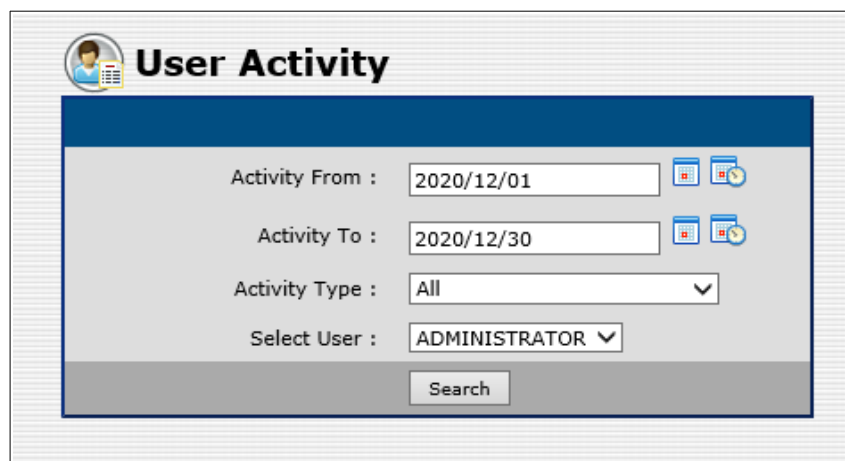 User Activity
Activity From : 2020/12/01
Activity To : 2020/12/30
Activity Type : All
Select User : ADMINISTRATOR
Search